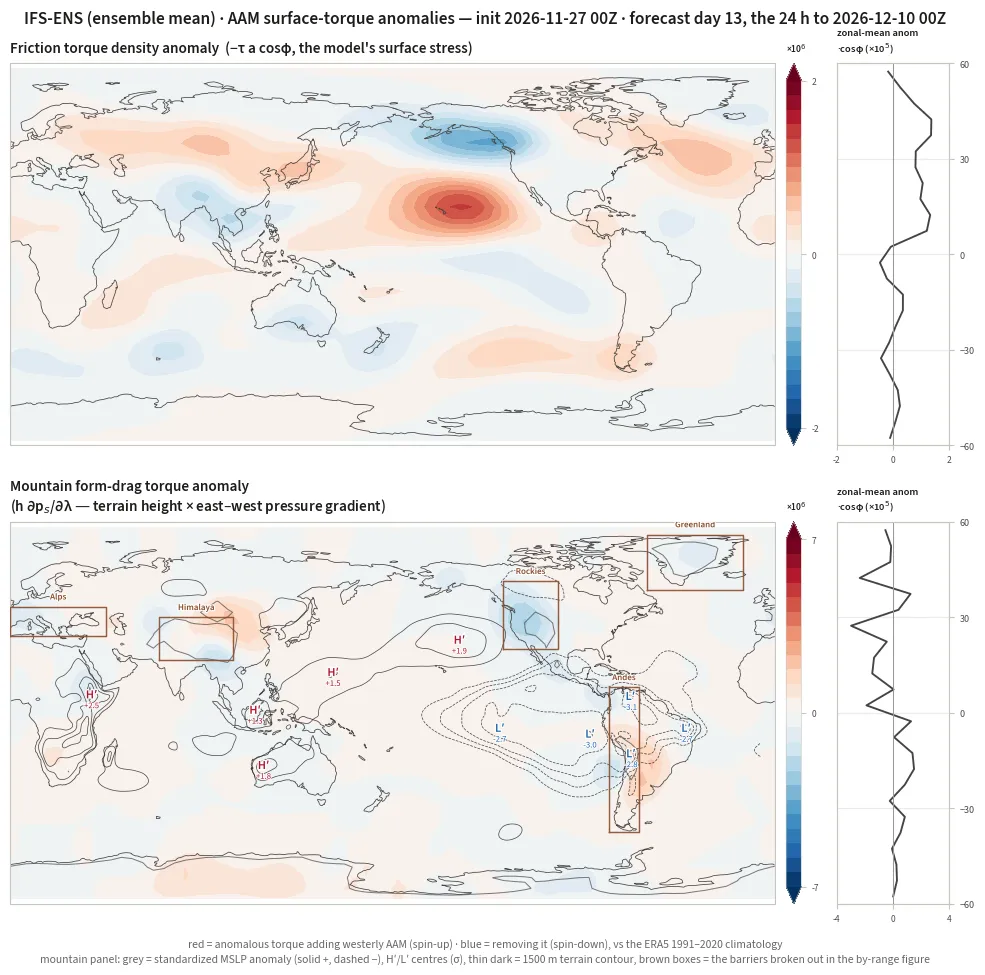 IFS-ENS (ensemble mean) · AAM surface-torque anomalies — init 2026-11-27 00Z · forecast day 13, the 24 h to 2026-12-10 00Z
Friction torque density anomaly (−τ a cosϕ, the model's surface stress)
×10⁶
zonal-mean anom
·cosϕ (×10⁵)
2
0
-2
60
30
0
−30
−60
-2
0
2
Mountain form-drag torque anomaly
(h ∂pₛ/∂λ — terrain height × east–west pressure gradient)
×10⁶
zonal-mean anom
·cosϕ (×10⁵)
Greenland
Rockies
Alps
Himalaya
Andes
H′
+1.9
H′
+1.5
H′
+2.5
H′
+1.3
H′
+1.8
L′
-3.1
L′
-2.7
L′
-3.0
L′
L′
-2.8
7
0
-7
60
30
0
−30
−60
-4
0
4
red = anomalous torque adding westerly AAM (spin-up) · blue = removing it (spin-down), vs the ERA5 1991–2020 climatology
mountain panel: grey = standardized MSLP anomaly (solid +, dashed −), H′/L′ centres (σ), thin dark = 1500 m terrain contour, brown boxes = the barriers broken out in the by-range figure